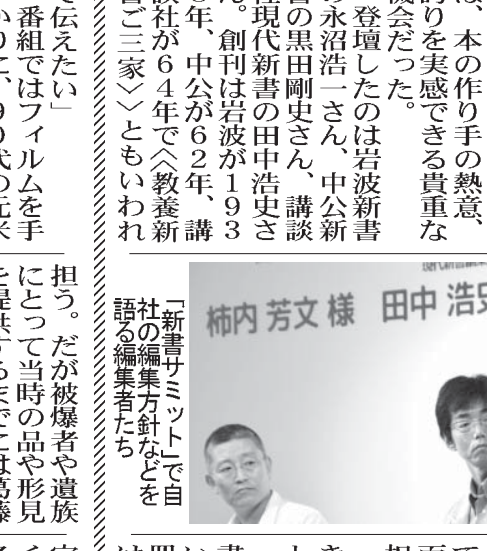 は、本の作り手の熱意、
誇りを実感できる貴重な
機会だった。
登壇したのは岩波新書
の永沼浩一さん、中公新
書の黒田剛史さん、講談
社現代新書の田中浩史さ
ん。創刊は岩波が193
8年、中公が62年、講
談社が64年で〈教養新
書ご三家〉ともいわれ
柿内 芳文 様
田中 浩史
「新書サミット」で自
社の編集方針などを
語る編集者たち
で伝えたい」
番組ではフィルムを手
かりに、90代の元米
担う。だが被爆者や遺族
にとって当時の品や形見
を提供するまでには葛藤